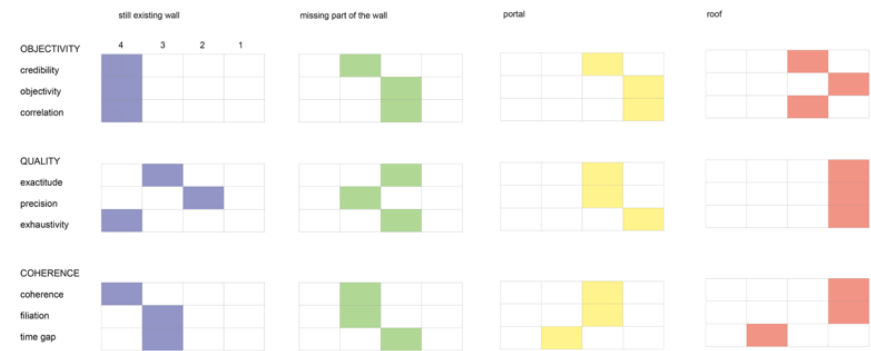 still existing wall missing part of the wall portal roof
4 3 2 1
OBJECTIVITY
credibility
objectivity
correlation
QUALITY
exactitude
precision
exhaustivity
COHERENCE
coherence
filiation
time gap